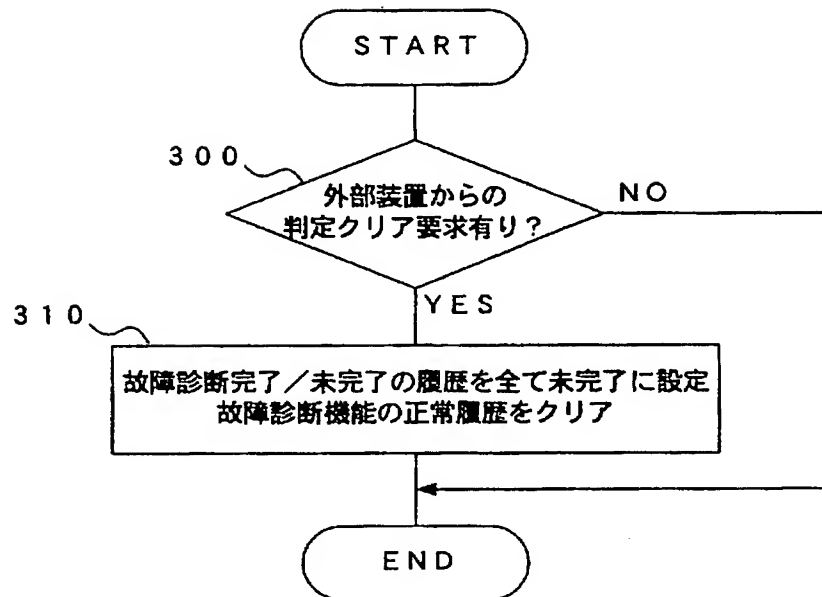 START
300
外部装置からの
判定クリア要求有り？
NO
YES
310
故障診断完了／未完了の履歴を全て未完了に設定
故障診断機能の正常履歴をクリア
END